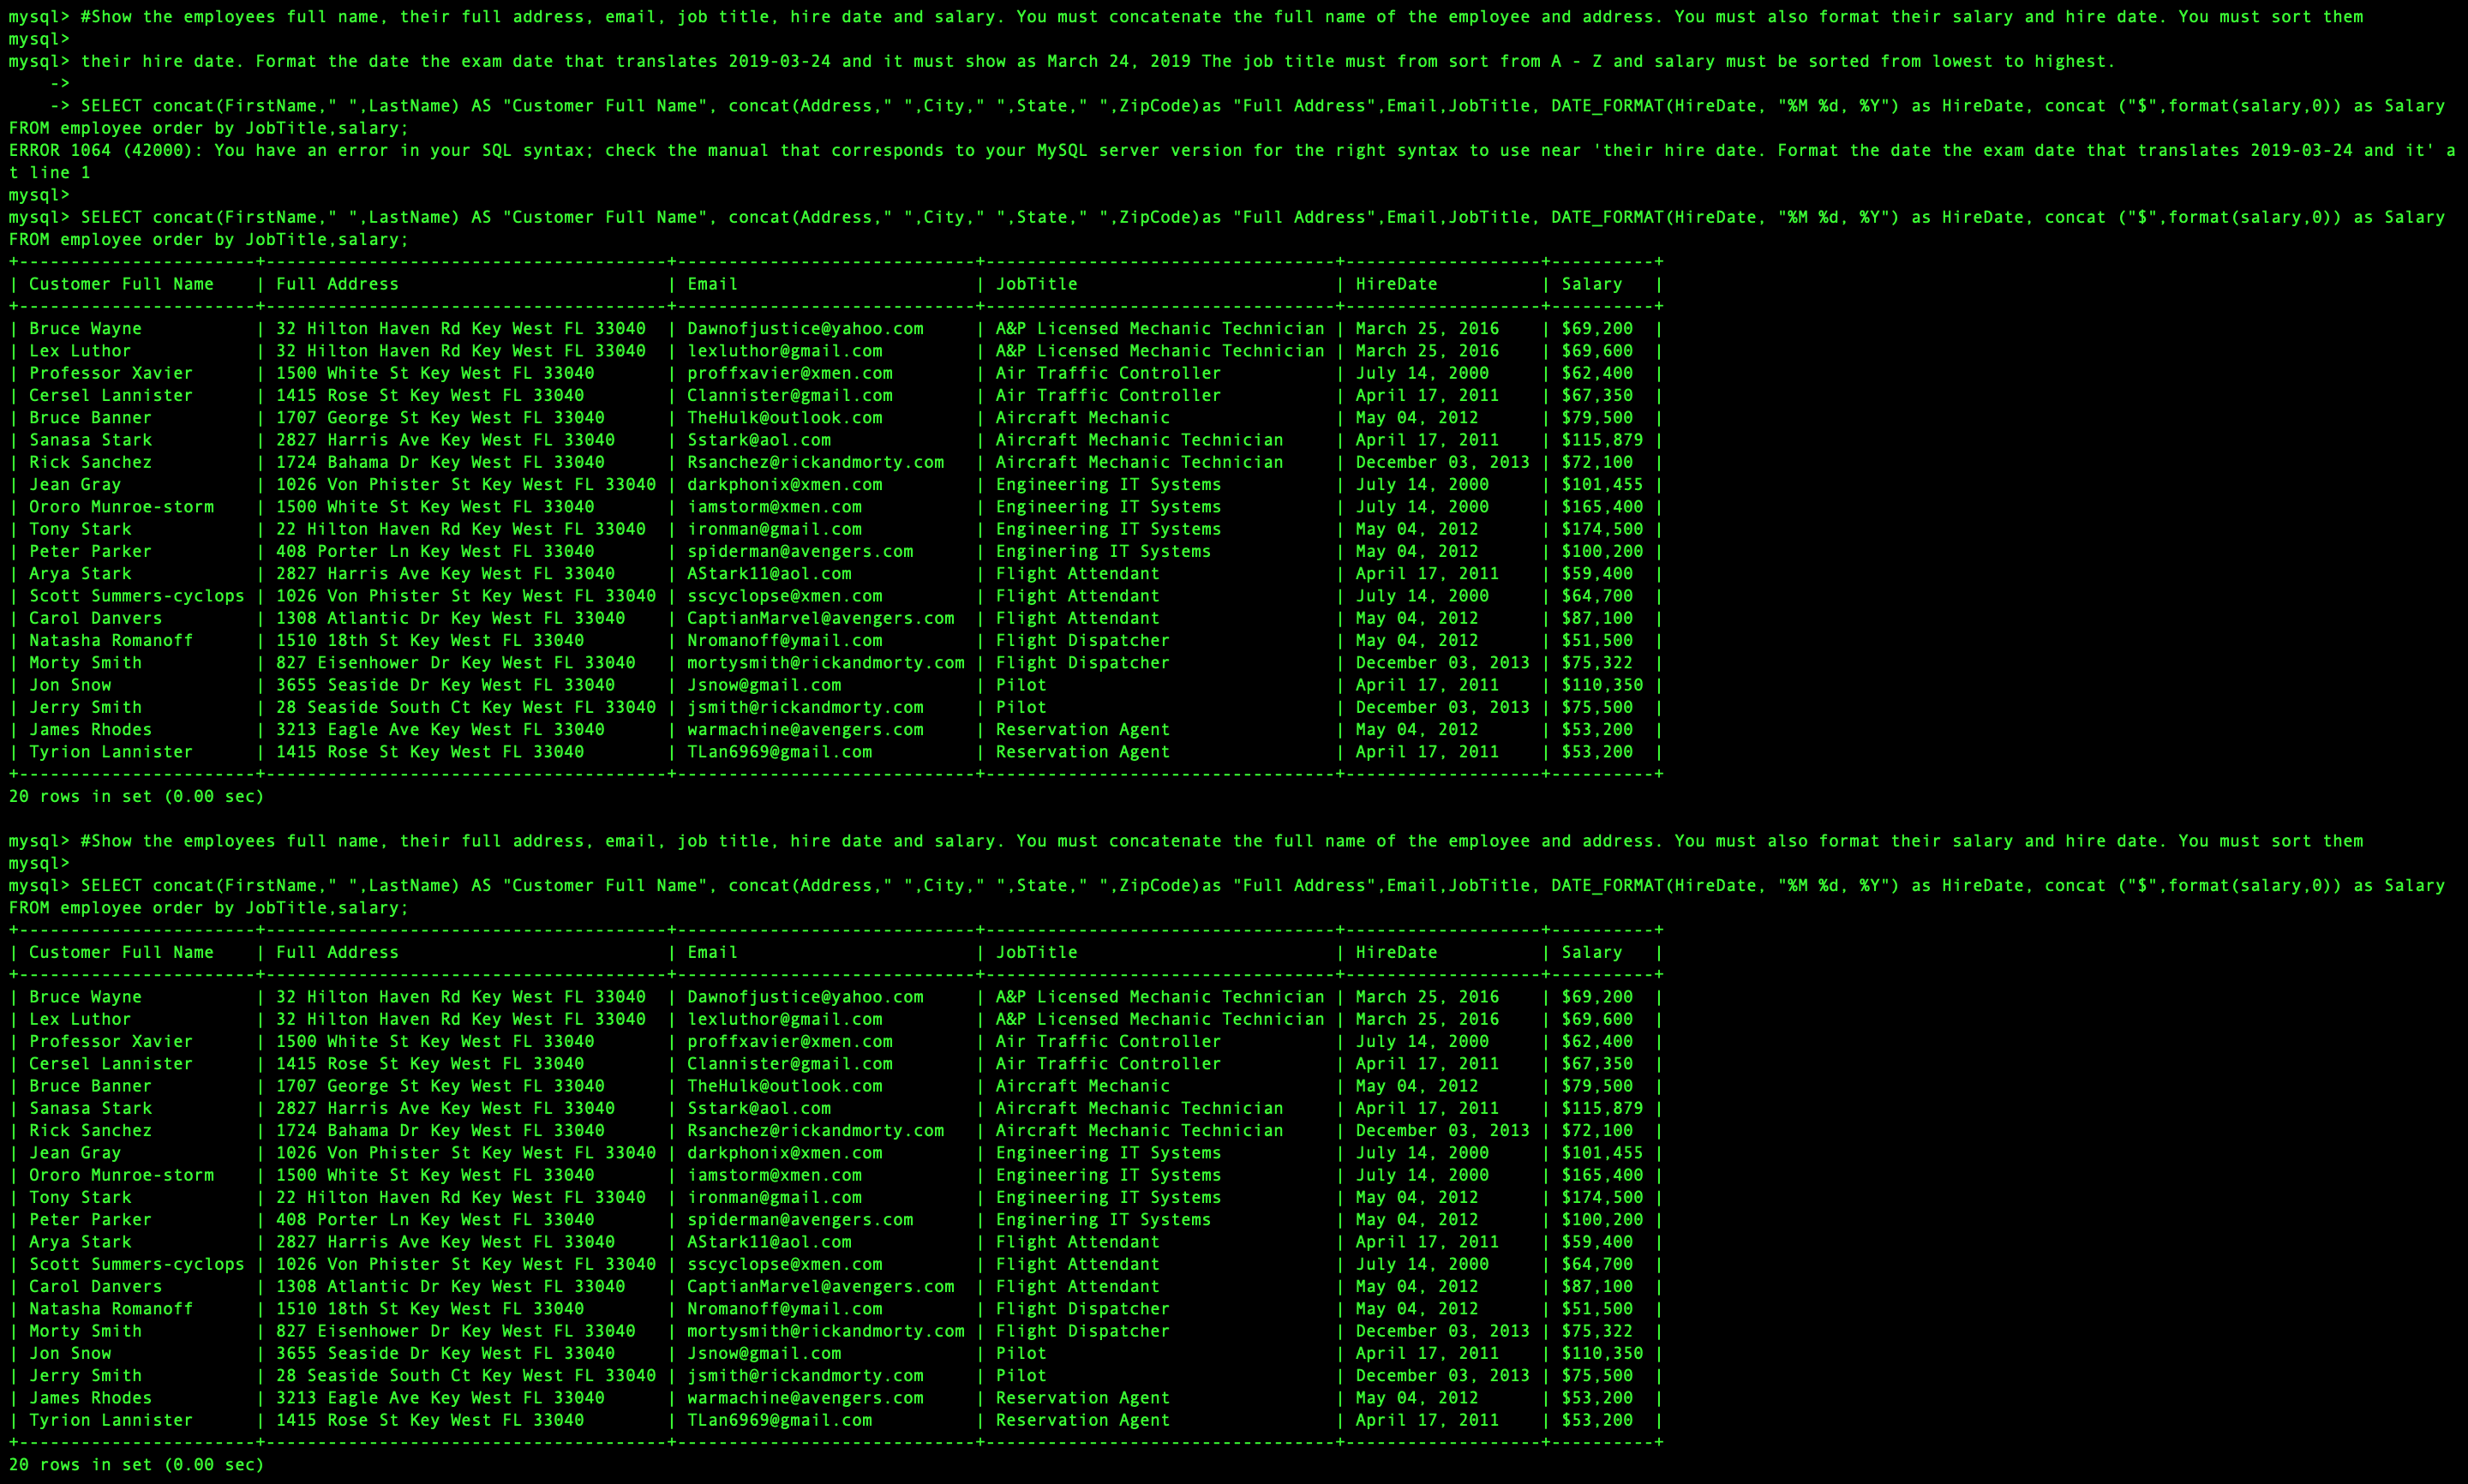 mysql> #Show the employees full name, their full address, email, job title, hire date and salary. You must concatenate the full name of the employee and address. You must also format their salary and hire date. You must sort them
mysql>
mysql> their hire date. Format the date the exam date that translates 2019-03-24 and it must show as March 24, 2019 The job title must from sort from A - Z and salary must be sorted from lowest to highest.
    ->
    -> SELECT concat(FirstName," ",LastName) AS "Customer Full Name", concat(Address," ",City," ",State," ",ZipCode)as "Full Address",Email,JobTitle, DATE_FORMAT(HireDate, "%M %d, %Y") as HireDate, concat ("$",format(salary,0)) as Salary
FROM employee order by JobTitle,salary;
ERROR 1064 (42000): You have an error in your SQL syntax; check the manual that corresponds to your MySQL server version for the right syntax to use near 'their hire date. Format the date the exam date that translates 2019-03-24 and it' a
t line 1
mysql>
mysql> SELECT concat(FirstName," ",LastName) AS "Customer Full Name", concat(Address," ",City," ",State," ",ZipCode)as "Full Address",Email,JobTitle, DATE_FORMAT(HireDate, "%M %d, %Y") as HireDate, concat ("$",format(salary,0)) as Salary
FROM employee order by JobTitle,salary;
+-----------------------+---------------------------------------+-----------------------------+----------------------------------+-------------------+----------+
| Customer Full Name    | Full Address                          | Email                       | JobTitle                         | HireDate          | Salary   |
+-----------------------+---------------------------------------+-----------------------------+----------------------------------+-------------------+----------+
| Bruce Wayne           | 32 Hilton Haven Rd Key West FL 33040  | Dawnofjustice@yahoo.com     | A&P Licensed Mechanic Technician | March 25, 2016    | $69,200  |
| Lex Luthor            | 32 Hilton Haven Rd Key West FL 33040  | lexluthor@gmail.com         | A&P Licensed Mechanic Technician | March 25, 2016    | $69,600  |
| Professor Xavier      | 1500 White St Key West FL 33040       | proffxavier@xmen.com        | Air Traffic Controller           | July 14, 2000     | $62,400  |
| Cersel Lannister      | 1415 Rose St Key West FL 33040        | Clannister@gmail.com        | Air Traffic Controller           | April 17, 2011    | $67,350  |
| Bruce Banner          | 1707 George St Key West FL 33040      | TheHulk@outlook.com         | Aircraft Mechanic                | May 04, 2012      | $79,500  |
| Sanasa Stark          | 2827 Harris Ave Key West FL 33040     | Sstark@aol.com              | Aircraft Mechanic Technician     | April 17, 2011    | $115,879 |
| Rick Sanchez          | 1724 Bahama Dr Key West FL 33040      | Rsanchez@rickandmorty.com   | Aircraft Mechanic Technician     | December 03, 2013 | $72,100  |
| Jean Gray             | 1026 Von Phister St Key West FL 33040 | darkphonix@xmen.com         | Engineering IT Systems           | July 14, 2000     | $101,455 |
| Ororo Munroe-storm    | 1500 White St Key West FL 33040       | iamstorm@xmen.com           | Engineering IT Systems           | July 14, 2000     | $165,400 |
| Tony Stark            | 22 Hilton Haven Rd Key West FL 33040  | ironman@gmail.com           | Engineering IT Systems           | May 04, 2012      | $174,500 |
| Peter Parker          | 408 Porter Ln Key West FL 33040       | spiderman@avengers.com      | Enginering IT Systems            | May 04, 2012      | $100,200 |
| Arya Stark            | 2827 Harris Ave Key West FL 33040     | AStark11@aol.com            | Flight Attendant                 | April 17, 2011    | $59,400  |
| Scott Summers-cyclops | 1026 Von Phister St Key West FL 33040 | sscyclopse@xmen.com         | Flight Attendant                 | July 14, 2000     | $64,700  |
| Carol Danvers         | 1308 Atlantic Dr Key West FL 33040    | CaptianMarvel@avengers.com  | Flight Attendant                 | May 04, 2012      | $87,100  |
| Natasha Romanoff      | 1510 18th St Key West FL 33040        | Nromanoff@ymail.com         | Flight Dispatcher                | May 04, 2012      | $51,500  |
| Morty Smith           | 827 Eisenhower Dr Key West FL 33040   | mortysmith@rickandmorty.com | Flight Dispatcher                | December 03, 2013 | $75,322  |
| Jon Snow              | 3655 Seaside Dr Key West FL 33040     | Jsnow@gmail.com             | Pilot                            | April 17, 2011    | $110,350 |
| Jerry Smith           | 28 Seaside South Ct Key West FL 33040 | jsmith@rickandmorty.com     | Pilot                            | December 03, 2013 | $75,500  |
| James Rhodes          | 3213 Eagle Ave Key West FL 33040      | warmachine@avengers.com     | Reservation Agent                | May 04, 2012      | $53,200  |
| Tyrion Lannister      | 1415 Rose St Key West FL 33040        | TLan6969@gmail.com          | Reservation Agent                | April 17, 2011    | $53,200  |
+-----------------------+---------------------------------------+-----------------------------+----------------------------------+-------------------+----------+
20 rows in set (0.00 sec)
mysql> #Show the employees full name, their full address, email, job title, hire date and salary. You must concatenate the full name of the employee and address. You must also format their salary and hire date. You must sort them
mysql>
mysql> SELECT concat(FirstName," ",LastName) AS "Customer Full Name", concat(Address," ",City," ",State," ",ZipCode)as "Full Address",Email,JobTitle, DATE_FORMAT(HireDate, "%M %d, %Y") as HireDate, concat ("$",format(salary,0)) as Salary
FROM employee order by JobTitle,salary;
+-----------------------+---------------------------------------+-----------------------------+----------------------------------+-------------------+----------+
| Customer Full Name    | Full Address                          | Email                       | JobTitle                         | HireDate          | Salary   |
+-----------------------+---------------------------------------+-----------------------------+----------------------------------+-------------------+----------+
| Bruce Wayne           | 32 Hilton Haven Rd Key West FL 33040  | Dawnofjustice@yahoo.com     | A&P Licensed Mechanic Technician | March 25, 2016    | $69,200  |
| Lex Luthor            | 32 Hilton Haven Rd Key West FL 33040  | lexluthor@gmail.com         | A&P Licensed Mechanic Technician | March 25, 2016    | $69,600  |
| Professor Xavier      | 1500 White St Key West FL 33040       | proffxavier@xmen.com        | Air Traffic Controller           | July 14, 2000     | $62,400  |
| Cersel Lannister      | 1415 Rose St Key West FL 33040        | Clannister@gmail.com        | Air Traffic Controller           | April 17, 2011    | $67,350  |
| Bruce Banner          | 1707 George St Key West FL 33040      | TheHulk@outlook.com         | Aircraft Mechanic                | May 04, 2012      | $79,500  |
| Sanasa Stark          | 2827 Harris Ave Key West FL 33040     | Sstark@aol.com              | Aircraft Mechanic Technician     | April 17, 2011    | $115,879 |
| Rick Sanchez          | 1724 Bahama Dr Key West FL 33040      | Rsanchez@rickandmorty.com   | Aircraft Mechanic Technician     | December 03, 2013 | $72,100  |
| Jean Gray             | 1026 Von Phister St Key West FL 33040 | darkphonix@xmen.com         | Engineering IT Systems           | July 14, 2000     | $101,455 |
| Ororo Munroe-storm    | 1500 White St Key West FL 33040       | iamstorm@xmen.com           | Engineering IT Systems           | July 14, 2000     | $165,400 |
| Tony Stark            | 22 Hilton Haven Rd Key West FL 33040  | ironman@gmail.com           | Engineering IT Systems           | May 04, 2012      | $174,500 |
| Peter Parker          | 408 Porter Ln Key West FL 33040       | spiderman@avengers.com      | Enginering IT Systems            | May 04, 2012      | $100,200 |
| Arya Stark            | 2827 Harris Ave Key West FL 33040     | AStark11@aol.com            | Flight Attendant                 | April 17, 2011    | $59,400  |
| Scott Summers-cyclops | 1026 Von Phister St Key West FL 33040 | sscyclopse@xmen.com         | Flight Attendant                 | July 14, 2000     | $64,700  |
| Carol Danvers         | 1308 Atlantic Dr Key West FL 33040    | CaptianMarvel@avengers.com  | Flight Attendant                 | May 04, 2012      | $87,100  |
| Natasha Romanoff      | 1510 18th St Key West FL 33040        | Nromanoff@ymail.com         | Flight Dispatcher                | May 04, 2012      | $51,500  |
| Morty Smith           | 827 Eisenhower Dr Key West FL 33040   | mortysmith@rickandmorty.com | Flight Dispatcher                | December 03, 2013 | $75,322  |
| Jon Snow              | 3655 Seaside Dr Key West FL 33040     | Jsnow@gmail.com             | Pilot                            | April 17, 2011    | $110,350 |
| Jerry Smith           | 28 Seaside South Ct Key West FL 33040 | jsmith@rickandmorty.com     | Pilot                            | December 03, 2013 | $75,500  |
| James Rhodes          | 3213 Eagle Ave Key West FL 33040      | warmachine@avengers.com     | Reservation Agent                | May 04, 2012      | $53,200  |
| Tyrion Lannister      | 1415 Rose St Key West FL 33040        | TLan6969@gmail.com          | Reservation Agent                | April 17, 2011    | $53,200  |
+-----------------------+---------------------------------------+-----------------------------+----------------------------------+-------------------+----------+
20 rows in set (0.00 sec)